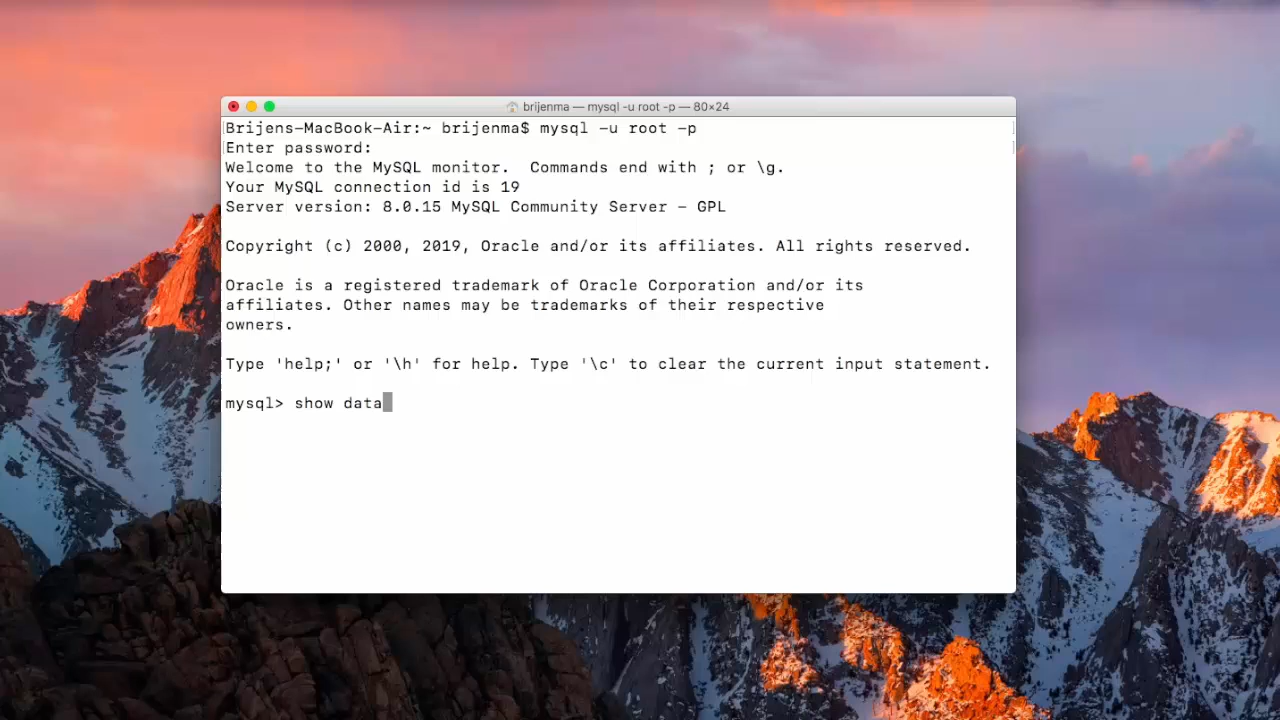 brijenma — mysql -u root -p — 80×24
Brijens-MacBook-Air:~ brijenma$ mysql -u root -p
Enter password:
Welcome to the MySQL monitor.  Commands end with ; or \g.
Your MySQL connection id is 19
Server version: 8.0.15 MySQL Community Server - GPL
Copyright (c) 2000, 2019, Oracle and/or its affiliates. All rights reserved.
Oracle is a registered trademark of Oracle Corporation and/or its
affiliates. Other names may be trademarks of their respective
owners.
Type 'help;' or '\h' for help. Type '\c' to clear the current input statement.
mysql> show data